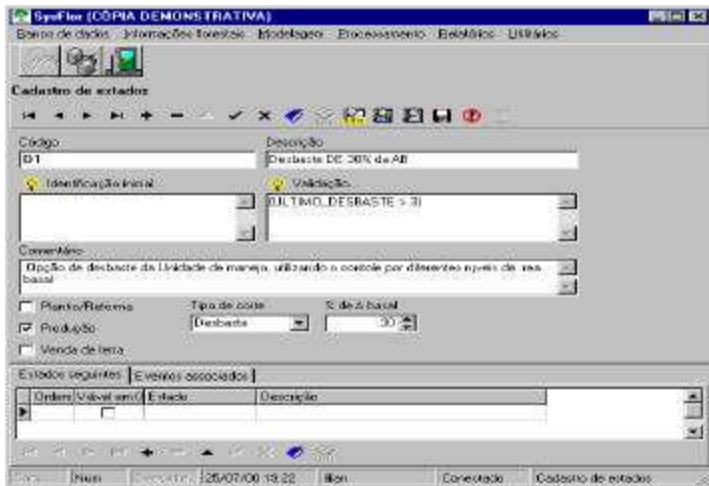 SysFlor (CÓPIA DEMONSTRATIVA)
Banco de dados Informações florestais Modelagem Processamento Relatórios Utilitários
Cadastro de estados
Código Descrição
D1 Desbaste DE 30% da AB
Identificação inicial Validação
(ULTIMO_DESBASTE > 3)
Comentário
Opção de desbaste da Unidade de manejo, utilizando o controle por diferentes níveis de área
basal
Plantio/Reforma Tipo de corte % de A basal
Desbaste 30
Produção
Venda de terra
Estados seguintes Eventos associados
Ordem Estado Descrição
Num 25/07/00 19:22 Conectado Cadastro de estados